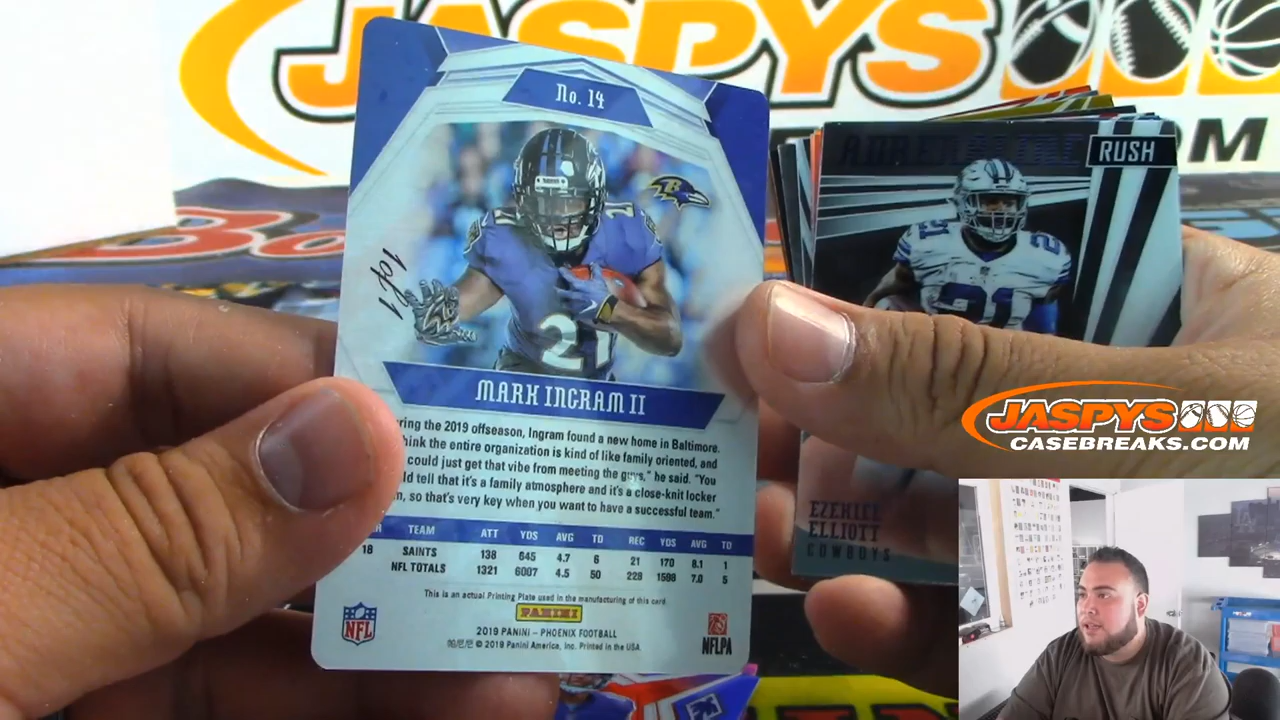 JASPYS
No. 14
RUSH
21
21
21
1 of 1
21
21
MARK INGRAM II
ring the 2019 offseason, Ingram found a new home in Baltimore.
hink the entire organization is kind of like family oriented, and
could just get that vibe from meeting the guys," he said. "You
ld tell that it's a family atmosphere and it's a close-knit locker
m, so that's very key when you want to have a successful team."
TEAM ATT YDS AVG TD REC YDS AVG TD
18 SAINTS 138 645 4.7 6 21 170 8.1 1
NFL TOTALS 1321 6007 4.5 50 228 1598 7.0 5
This is an actual Printing Plate used in the manufacturing of this card.
PANINI
2019 PANINI – PHOENIX FOOTBALL
© 2019 Panini America, Inc. Printed in the USA.
NFL
NFLPA
EZEKIEL
ELLIOTT
COWBOYS
JASPYS
CASEBREAKS.COM